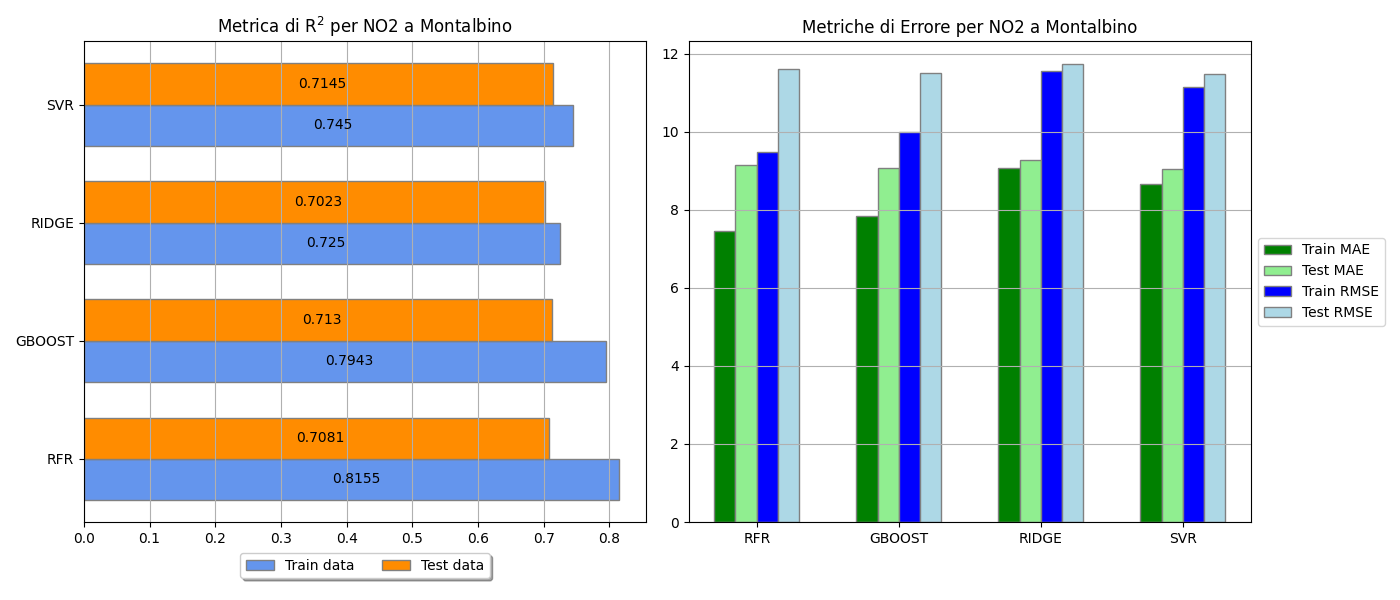 Metrica di R² per NO2 a Montalbino
SVR
0.7145
0.745
RIDGE
0.7023
0.725
GBOOST
0.713
0.7943
RFR
0.7081
0.8155
0.0 0.1 0.2 0.3 0.4 0.5 0.6 0.7 0.8
Train data Test data
Metriche di Errore per NO2 a Montalbino
12
10
8
6
4
2
0
RFR GBOOST RIDGE SVR
Train MAE
Test MAE
Train RMSE
Test RMSE